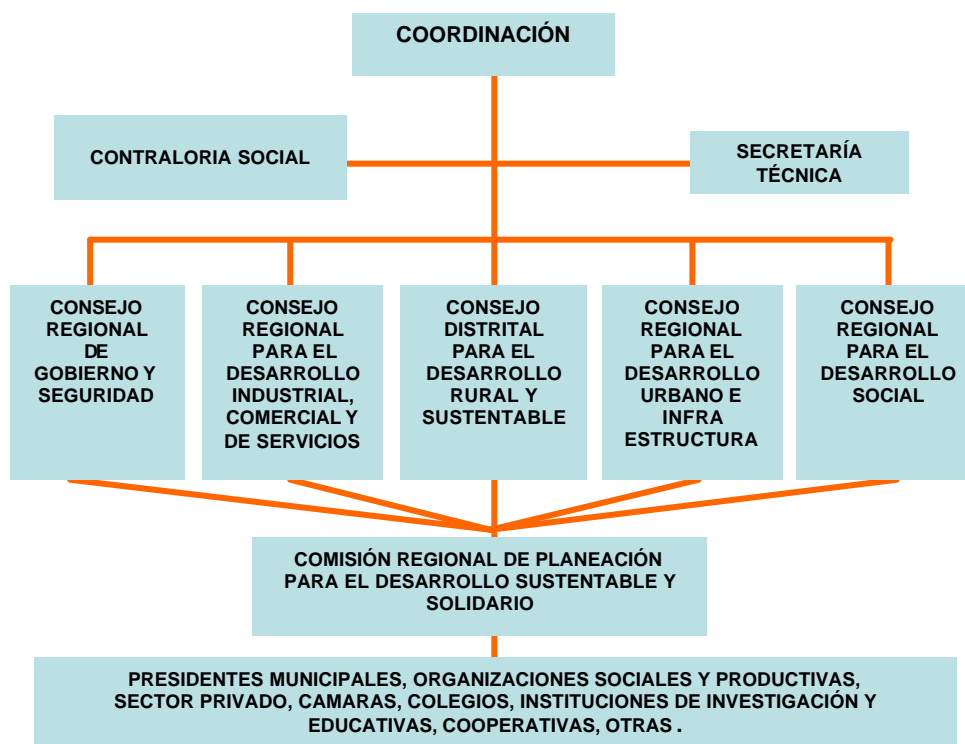 COORDINACIÓN
CONTRALORIA SOCIAL
SECRETARÍA
TÉCNICA
CONSEJO
REGIONAL
DE
GOBIERNO Y
SEGURIDAD
CONSEJO
REGIONAL
PARA EL
DESARROLLO
INDUSTRIAL,
COMERCIAL Y
DE SERVICIOS
CONSEJO
DISTRITAL
PARA EL
DESARROLLO
RURAL Y
SUSTENTABLE
CONSEJO
REGIONAL
PARA EL
DESARROLLO
URBANO E
INFRA
ESTRUCTURA
CONSEJO
REGIONAL
PARA EL
DESARROLLO
SOCIAL
COMISIÓN REGIONAL DE PLANEACIÓN
PARA EL DESARROLLO SUSTENTABLE Y
SOLIDARIO
PRESIDENTES MUNICIPALES, ORGANIZACIONES SOCIALES Y PRODUCTIVAS,
SECTOR PRIVADO, CAMARAS, COLEGIOS, INSTITUCIONES DE INVESTIGACIÓN Y
EDUCATIVAS, COOPERATIVAS, OTRAS .